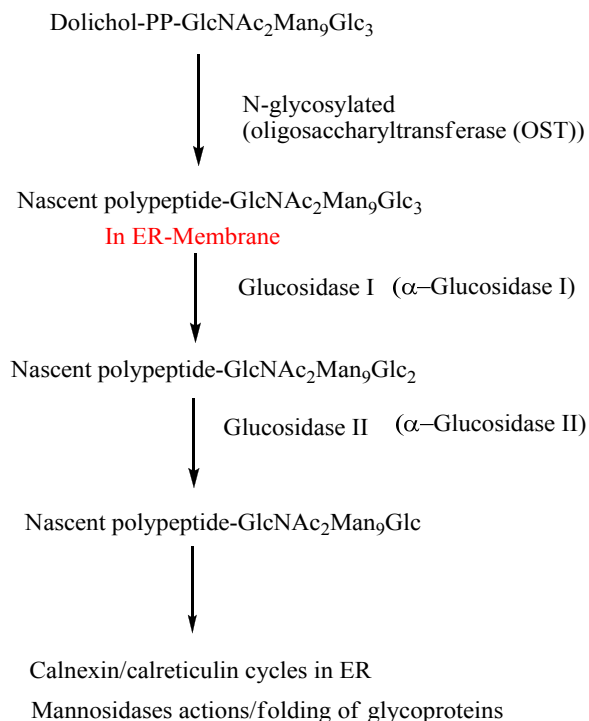 Dolichol-PP-GlcNAc₂Man₉Glc₃
N-glycosylated
(oligosaccharyltransferase (OST))
Nascent polypeptide-GlcNAc₂Man₉Glc₃
In ER-Membrane
Glucosidase I (α–Glucosidase I)
Nascent polypeptide-GlcNAc₂Man₉Glc₂
Glucosidase II (α–Glucosidase II)
Nascent polypeptide-GlcNAc₂Man₉Glc
Calnexin/calreticulin cycles in ER
Mannosidases actions/folding of glycoproteins